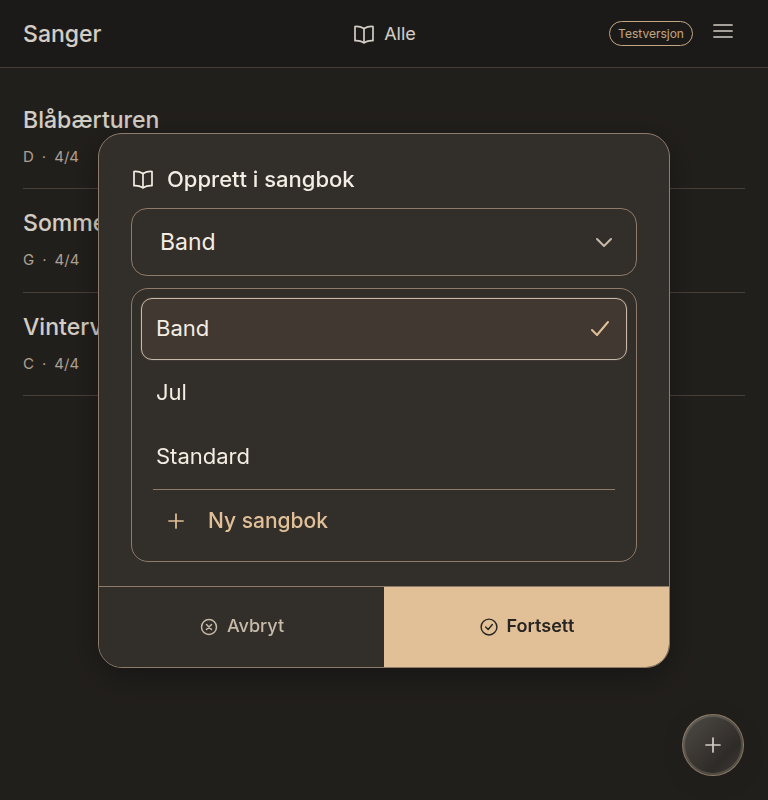 Sanger
Alle
Testversjon
Blåbærturen
D · 4/4
Somme
G · 4/4
Vinterv
C · 4/4
Opprett i sangbok
Band
Band
Jul
Standard
Ny sangbok
Avbryt
Fortsett